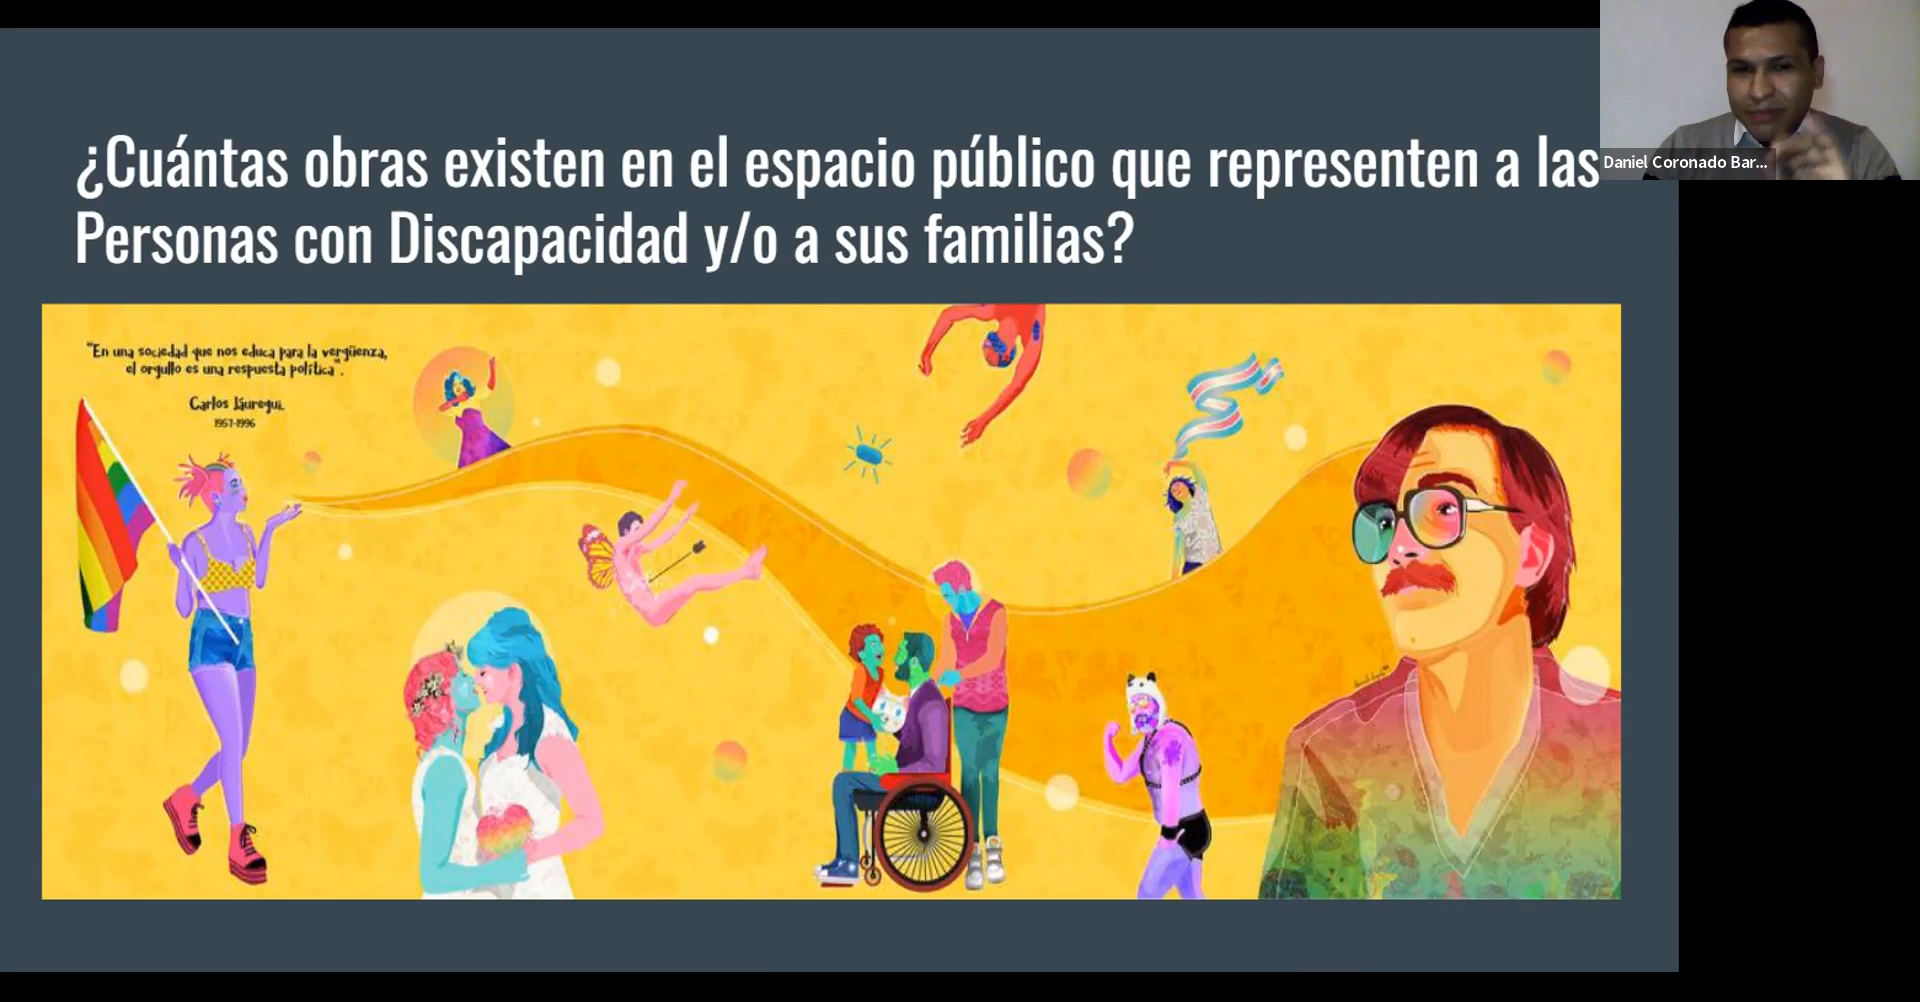 ¿Cuántas obras existen en el espacio público que representen a las
Personas con Discapacidad y/o a sus familias?
Daniel Coronado Bar...
"En una sociedad que nos educa para la vergüenza,
el orgullo es una respuesta política".
Carlos Jáuregui.
1957-1996